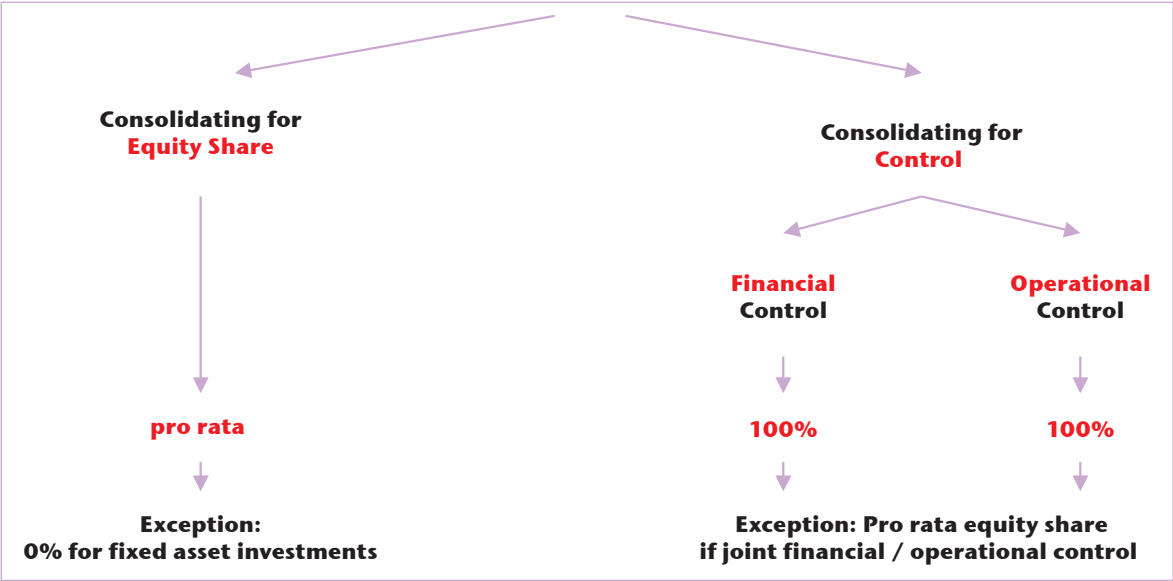 Consolidating for
Equity Share
Consolidating for
Control
Financial
Control
Operational
Control
pro rata
100%
100%
Exception:
0% for fixed asset investments
Exception: Pro rata equity share
if joint financial / operational control